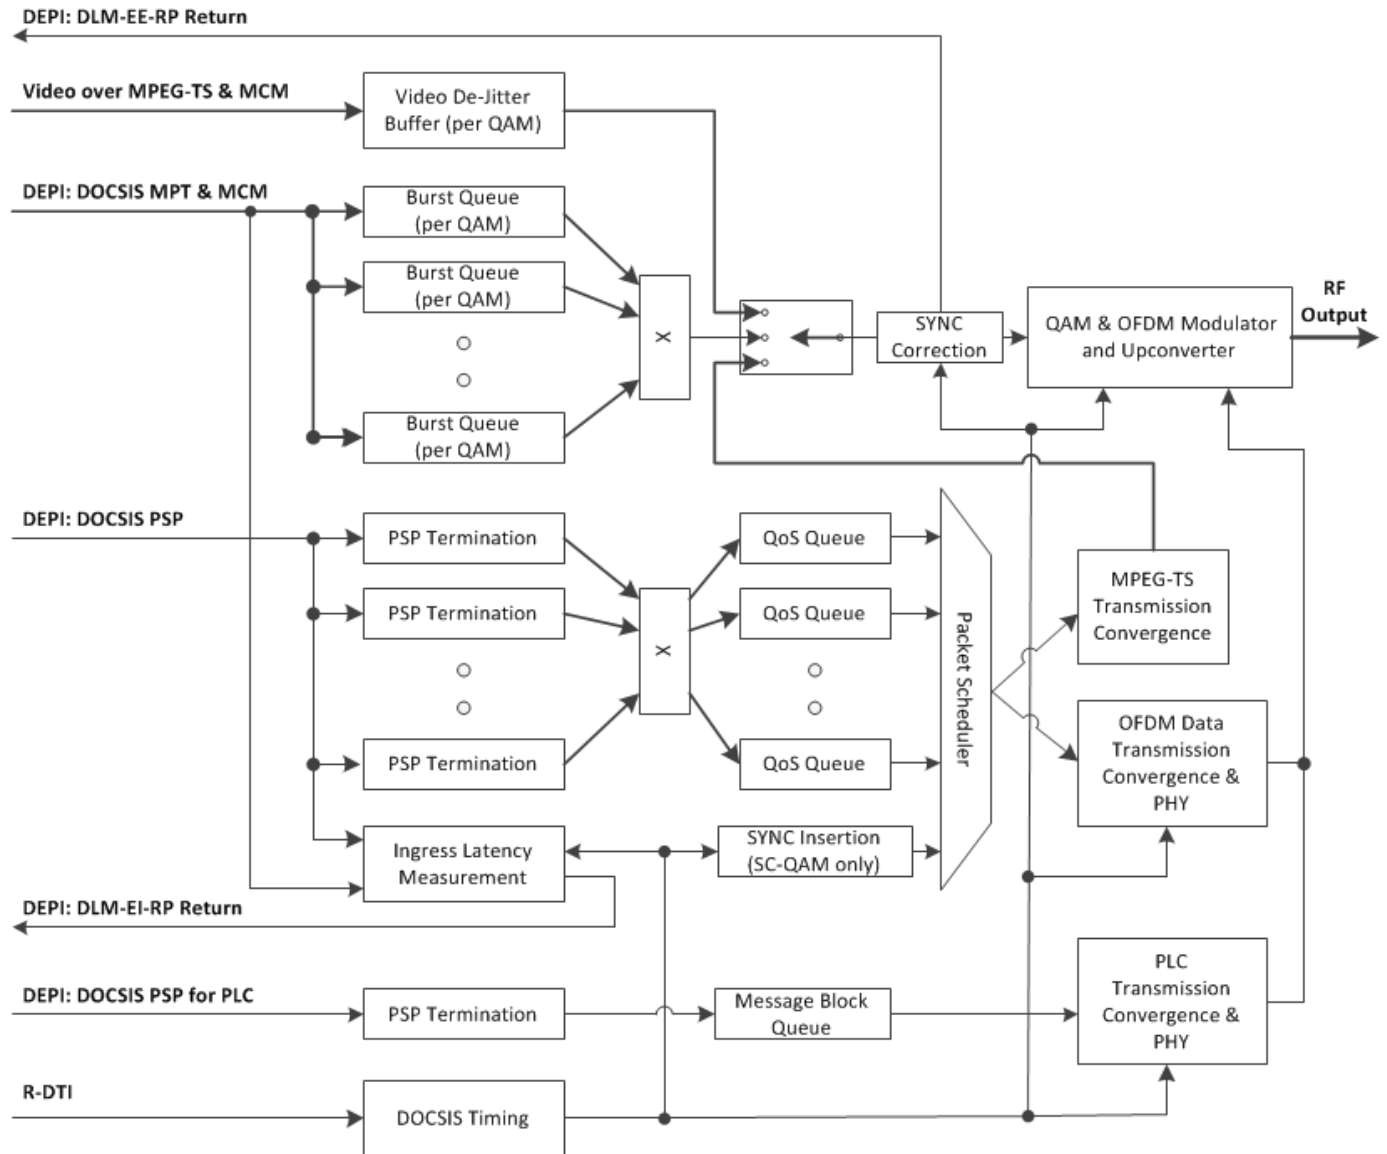 DEPI: DLM-EE-RP Return
Video over MPEG-TS & MCM
Video De-Jitter
Buffer (per QAM)
DEPI: DOCSIS MPT & MCM
Burst Queue
(per QAM)
Burst Queue
(per QAM)
Burst Queue
(per QAM)
X
SYNC
Correction
QAM & OFDM Modulator
and Upconverter
RF
Output
DEPI: DOCSIS PSP
PSP Termination
PSP Termination
PSP Termination
X
QoS Queue
QoS Queue
QoS Queue
Packet Scheduler
MPEG-TS
Transmission
Convergence
OFDM Data
Transmission
Convergence &
PHY
Ingress Latency
Measurement
SYNC Insertion
(SC-QAM only)
DEPI: DLM-EI-RP Return
DEPI: DOCSIS PSP for PLC
PSP Termination
Message Block
Queue
PLC
Transmission
Convergence &
PHY
R-DTI
DOCSIS Timing